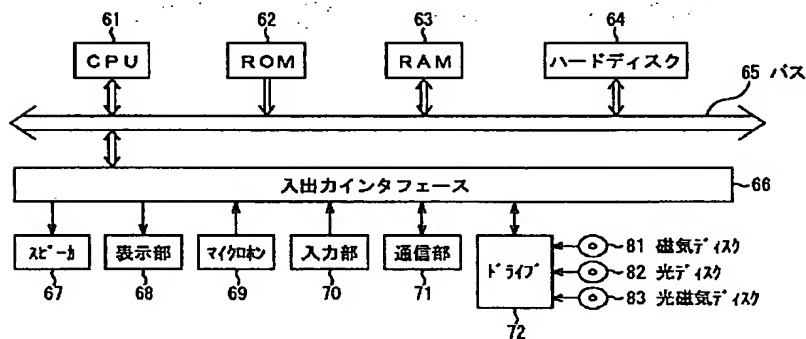 61 62 63 64
CPU ROM RAM ハードディスク
65 バス
入出力インタフェース 66
スピーカ 表示部 マイクロホン 入力部 通信部 ドライブ
67 68 69 70 71 72
81 磁気ディスク
82 光ディスク
83 光磁気ディスク